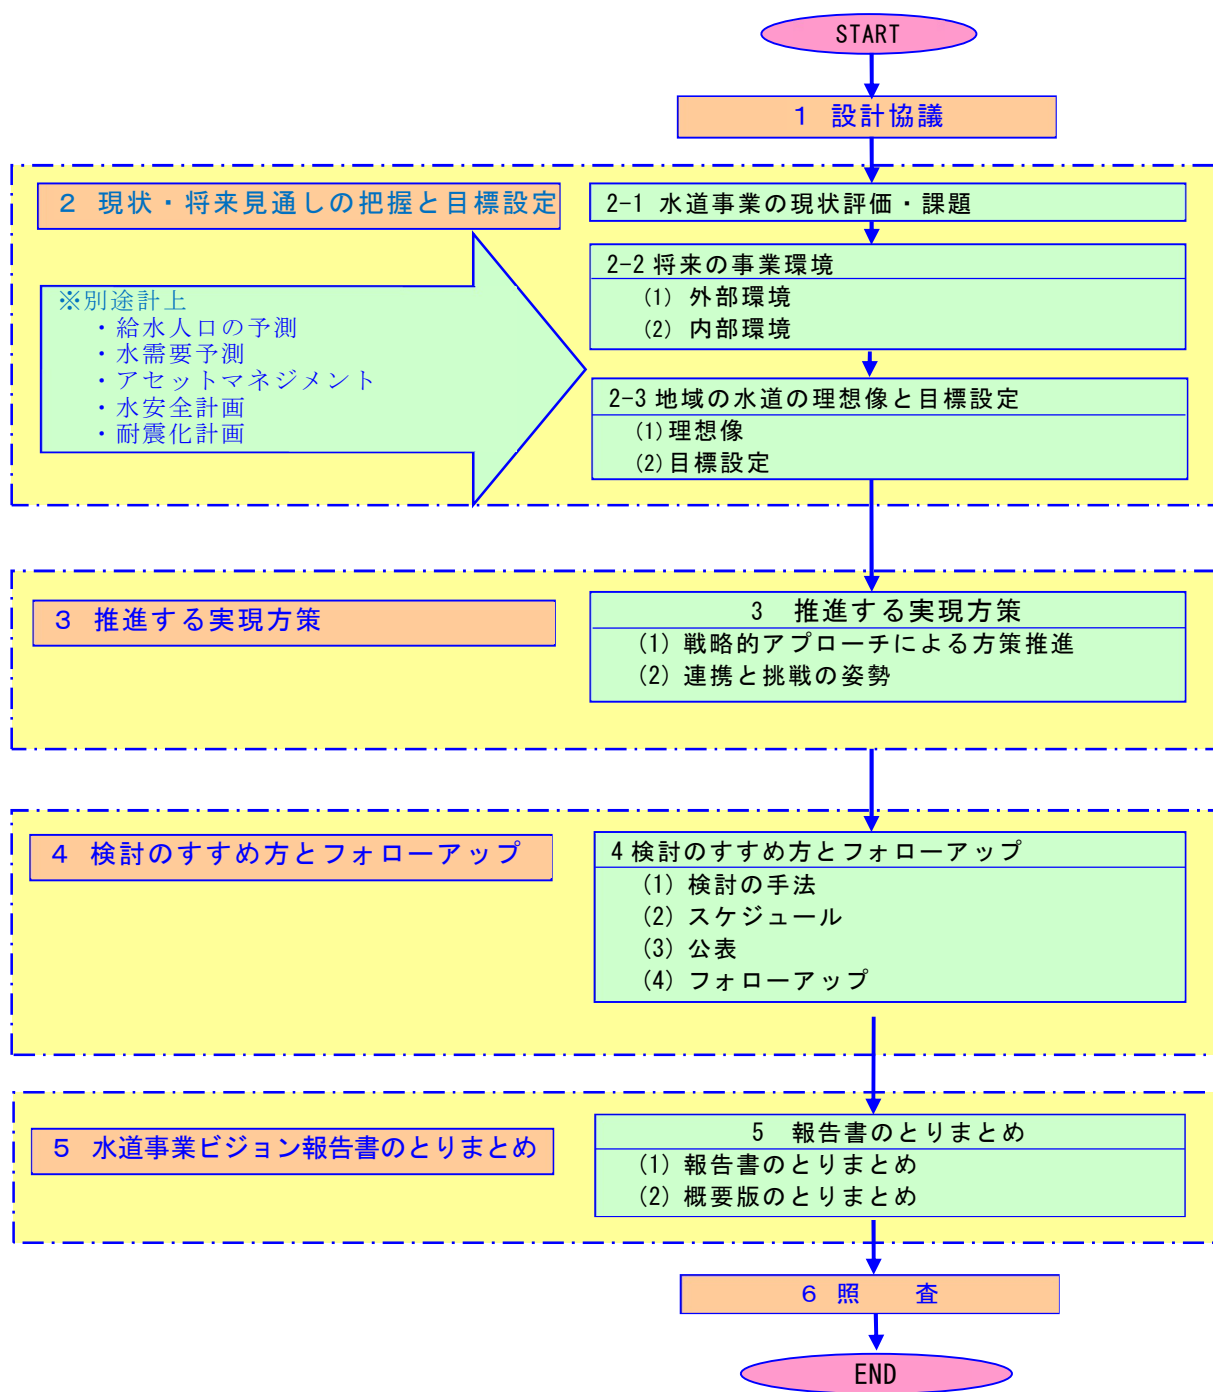 START
1 設計協議
2 現状・将来見通しの把握と目標設定
2-1 水道事業の現状評価・課題
2-2 将来の事業環境
(1) 外部環境
(2) 内部環境
※別途計上
・給水人口の予測
・水需要予測
・アセットマネジメント
・水安全計画
・耐震化計画
2-3 地域の水道の理想像と目標設定
(1) 理想像
(2) 目標設定
3 推進する実現方策
3 推進する実現方策
(1) 戦略的アプローチによる方策推進
(2) 連携と挑戦の姿勢
4 検討のすすめ方とフォローアップ
4 検討のすすめ方とフォローアップ
(1) 検討の手法
(2) スケジュール
(3) 公表
(4) フォローアップ
5 水道事業ビジョン報告書のとりまとめ
5 報告書のとりまとめ
(1) 報告書のとりまとめ
(2) 概要版のとりまとめ
6 照　査
END